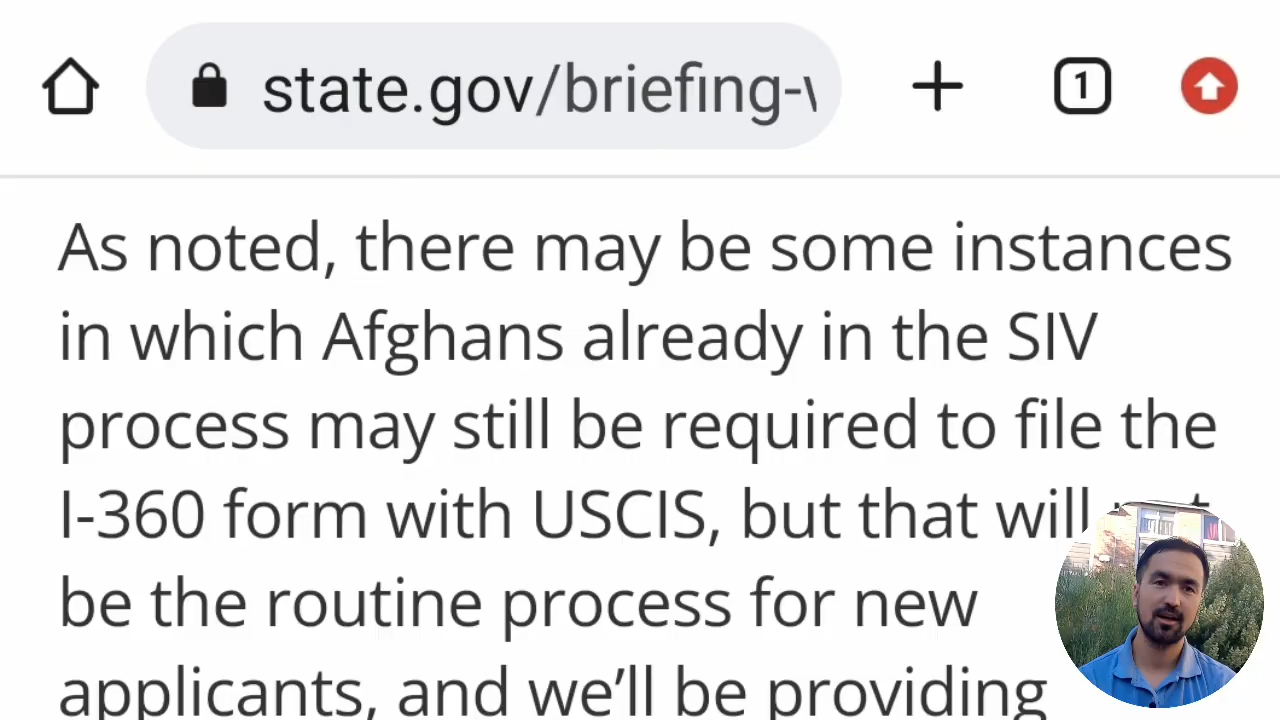 state.gov/briefing-
1
As noted, there may be some instances
in which Afghans already in the SIV
process may still be required to file the
I-360 form with USCIS, but that will
be the routine process for new
applicants, and we’ll be providing